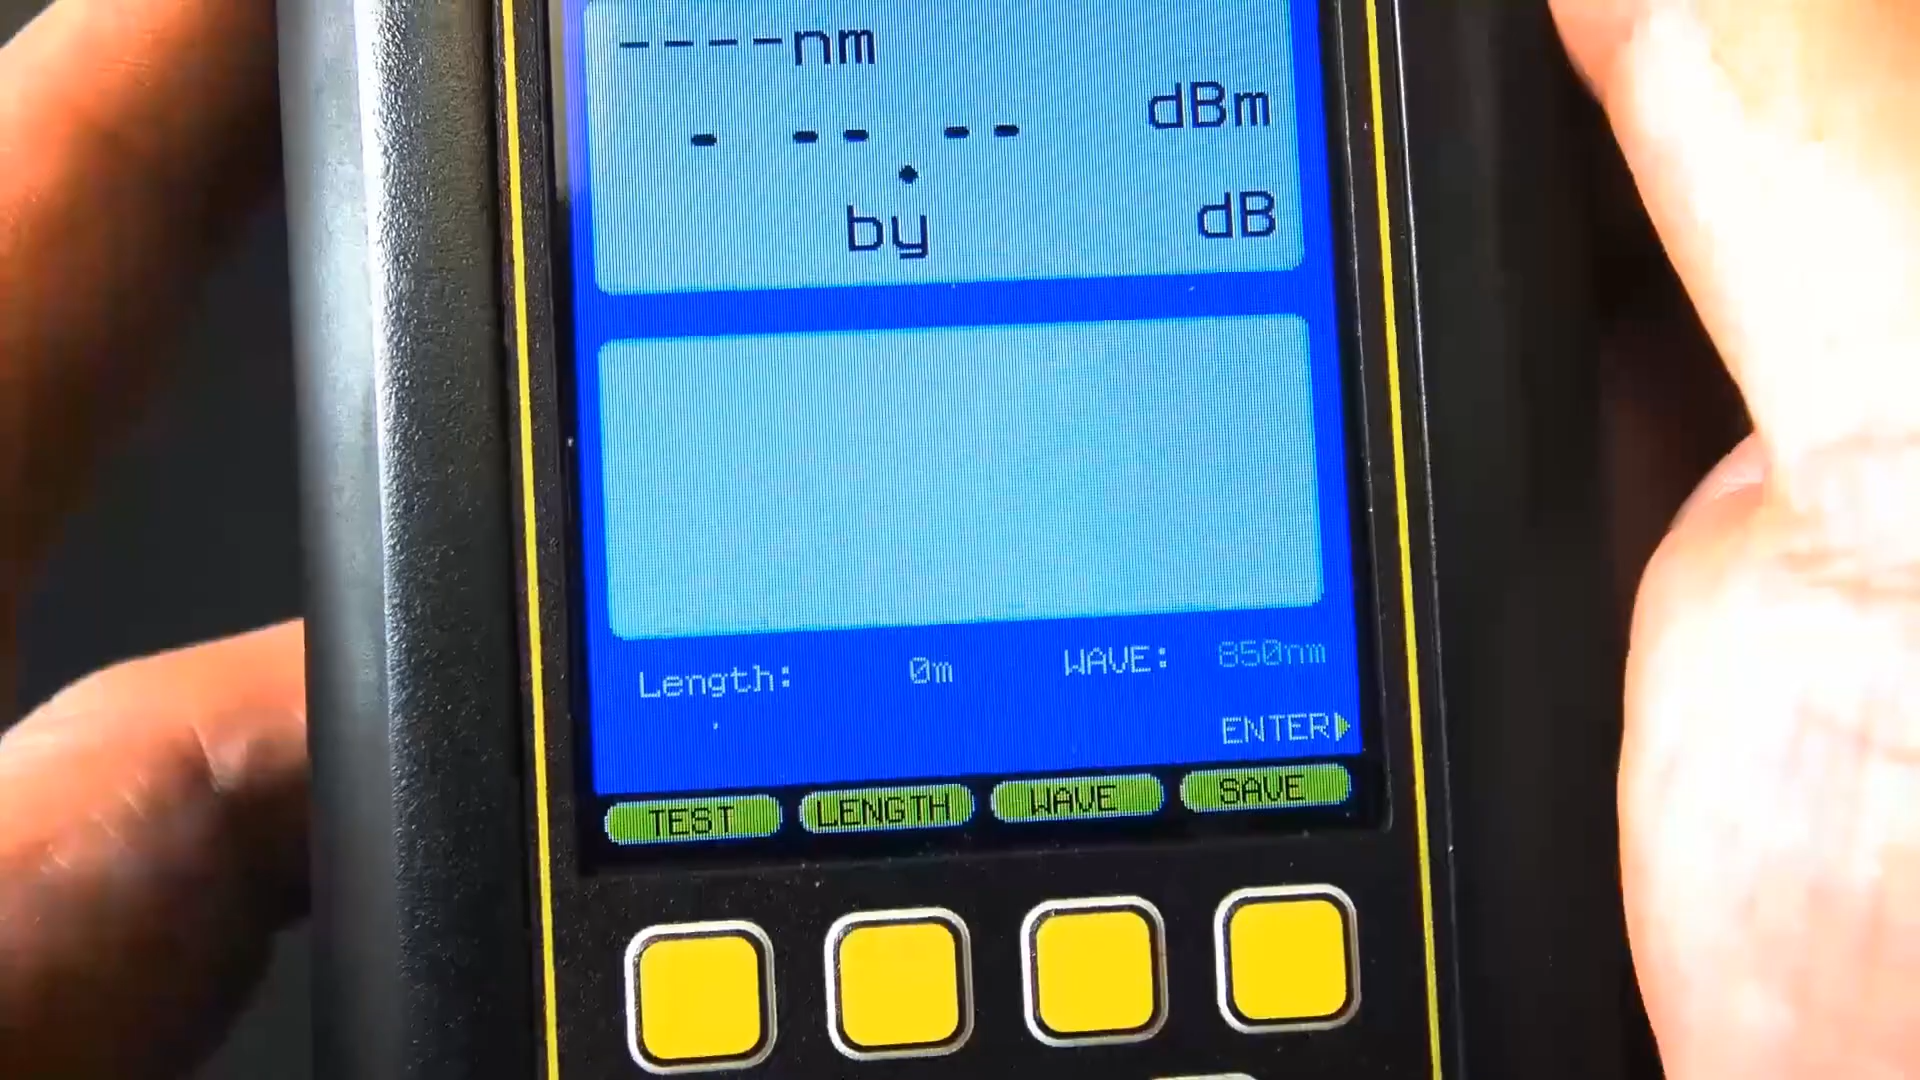 ----nm
- --.-- dBm
by dB
Length: 0m WAVE: 850nm
ENTER
TEST LENGTH WAVE SAVE